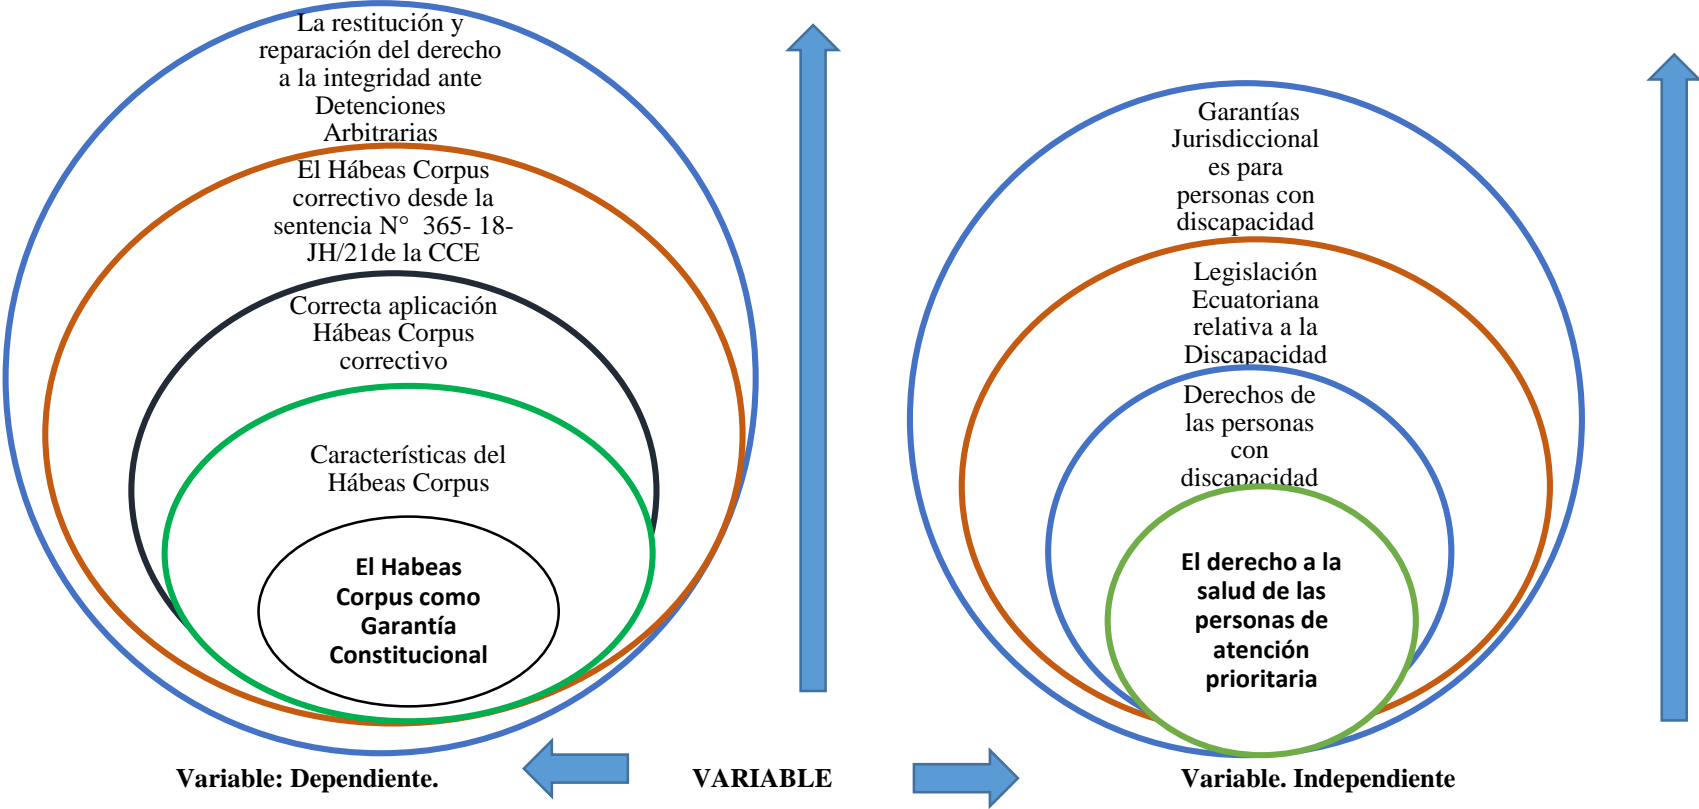 La restitución y
reparación del derecho
a la integridad ante
Detenciones
Arbitrarias
El Hábeas Corpus
correctivo desde la
sentencia N° 365- 18-
JH/21de la CCE
Correcta aplicación
Hábeas Corpus
correctivo
Características del
Hábeas Corpus
El Habeas
Corpus como
Garantía
Constitucional
Garantías
Jurisdiccional
es para
personas con
discapacidad
Legislación
Ecuatoriana
relativa a la
Discapacidad
Derechos de
las personas
con
discapacidad
El derecho a la
salud de las
personas de
atención
prioritaria
Variable: Dependiente.
VARIABLE
Variable. Independiente